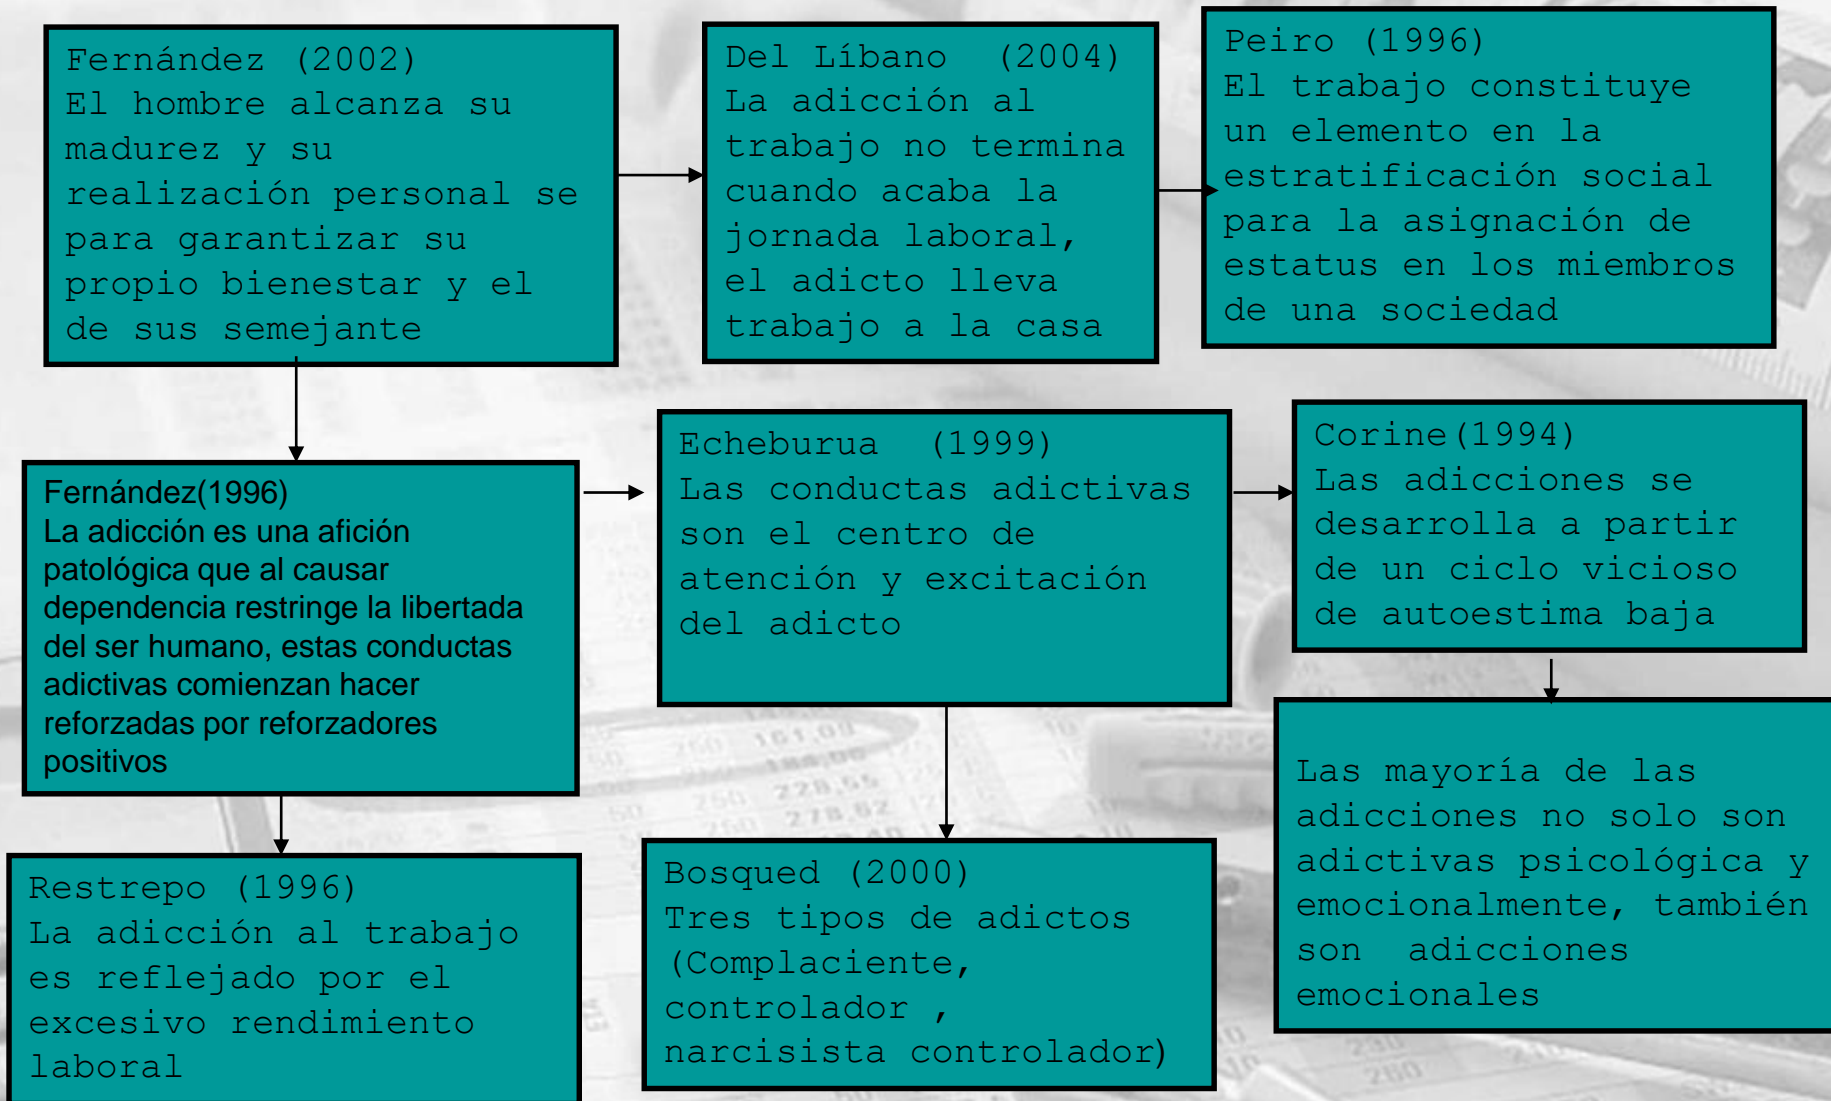 Fernández (2002)
El hombre alcanza su
madurez y su
realización personal se
para garantizar su
propio bienestar y el
de sus semejante
Del Líbano (2004)
La adicción al
trabajo no termina
cuando acaba la
jornada laboral,
el adicto lleva
trabajo a la casa
Peiro (1996)
El trabajo constituye
un elemento en la
estratificación social
para la asignación de
estatus en los miembros
de una sociedad
Fernández(1996)
La adicción es una afición
patológica que al causar
dependencia restringe la libertada
del ser humano, estas conductas
adictivas comienzan hacer
reforzadas por reforzadores
positivos
Echeburua (1999)
Las conductas adictivas
son el centro de
atención y excitación
del adicto
Corine(1994)
Las adicciones se
desarrolla a partir
de un ciclo vicioso
de autoestima baja
Restrepo (1996)
La adicción al trabajo
es reflejado por el
excesivo rendimiento
laboral
Bosqued (2000)
Tres tipos de adictos
(Complaciente,
controlador ,
narcisista controlador)
Las mayoría de las
adicciones no solo son
adictivas psicológica y
emocionalmente, también
son adicciones
emocionales